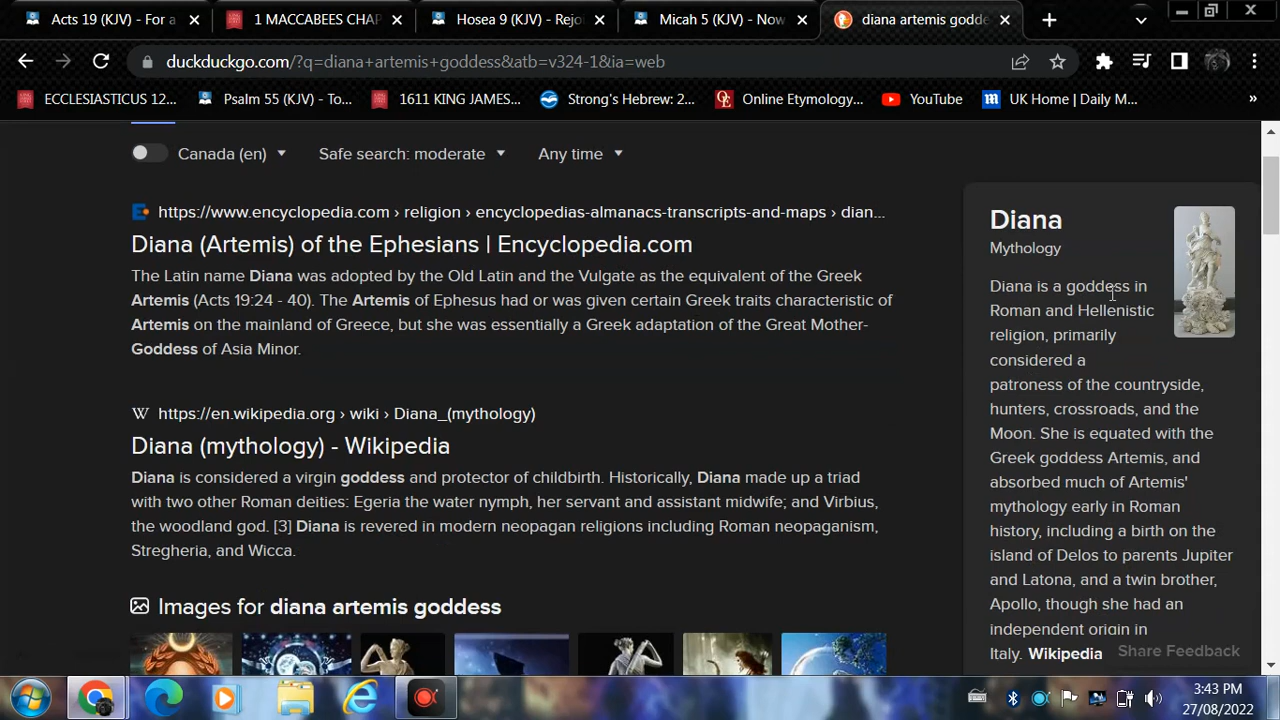 Acts 19 (KJV) - For a
1 MACCABEES CHAP
Hosea 9 (KJV) - Rejo
Micah 5 (KJV) - Now
diana artemis godde
duckduckgo.com/?q=diana+artemis+goddess&atb=v324-1&ia=web
ECCLESIASTICUS 12...
Psalm 55 (KJV) - To...
1611 KING JAMES...
Strong's Hebrew: 2...
Online Etymology...
YouTube
UK Home | Daily M...
Canada (en)
Safe search: moderate
Any time
https://www.encyclopedia.com › religion › encyclopedias-almanacs-transcripts-and-maps › dian...
Diana (Artemis) of the Ephesians | Encyclopedia.com
The Latin name Diana was adopted by the Old Latin and the Vulgate as the equivalent of the Greek
Artemis (Acts 19:24 - 40). The Artemis of Ephesus had or was given certain Greek traits characteristic of
Artemis on the mainland of Greece, but she was essentially a Greek adaptation of the Great Mother-
Goddess of Asia Minor.
W https://en.wikipedia.org › wiki › Diana_(mythology)
Diana (mythology) - Wikipedia
Diana is considered a virgin goddess and protector of childbirth. Historically, Diana made up a triad
with two other Roman deities: Egeria the water nymph, her servant and assistant midwife; and Virbius,
the woodland god. [3] Diana is revered in modern neopagan religions including Roman neopaganism,
Stregheria, and Wicca.
Images for diana artemis goddess
Diana
Mythology
Diana is a goddess in
Roman and Hellenistic
religion, primarily
considered a
patroness of the countryside,
hunters, crossroads, and the
Moon. She is equated with the
Greek goddess Artemis, and
absorbed much of Artemis'
mythology early in Roman
history, including a birth on the
island of Delos to parents Jupiter
and Latona, and a twin brother,
Apollo, though she had an
independent origin in
Italy. Wikipedia
Share Feedback
3:43 PM
27/08/2022